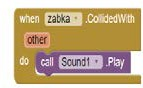 when zabka .CollidedWith
other
do call Sound1 .Play